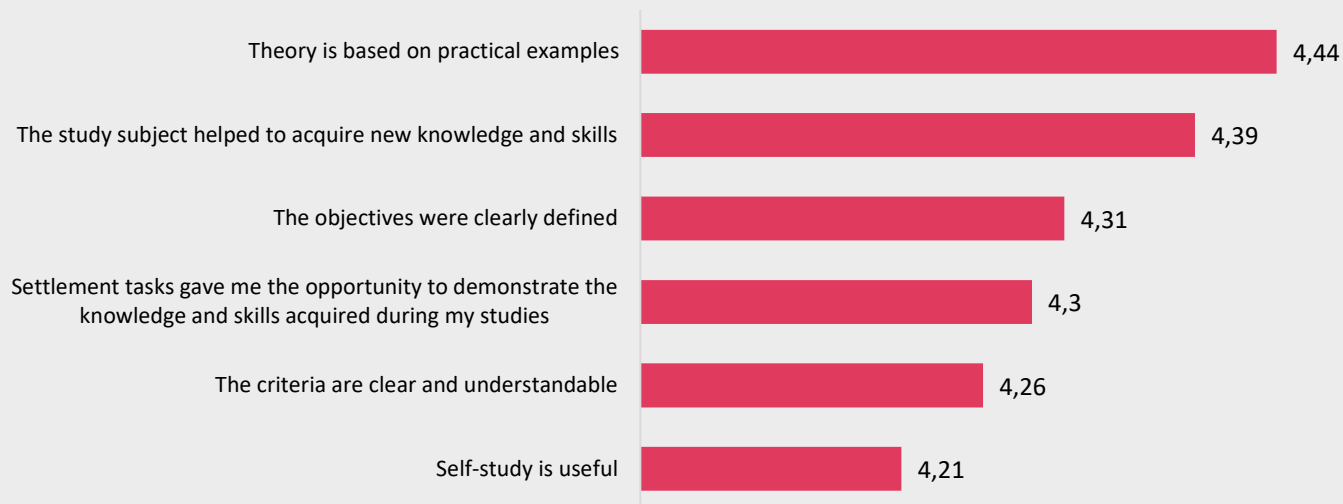 Theory is based on practical examples
4,44
The study subject helped to acquire new knowledge and skills
4,39
The objectives were clearly defined
4,31
Settlement tasks gave me the opportunity to demonstrate the
knowledge and skills acquired during my studies
4,3
The criteria are clear and understandable
4,26
Self-study is useful
4,21